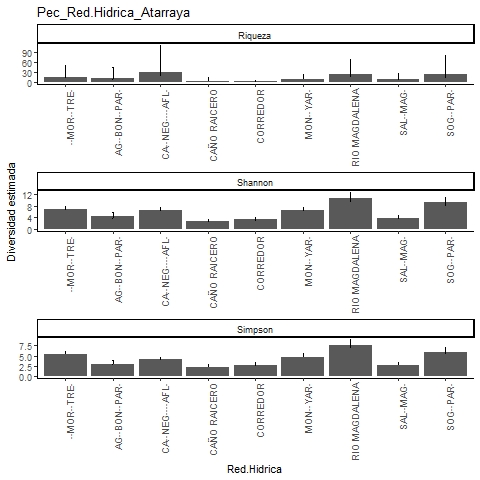 Pec_Red.Hidrica_Atarraya
Riqueza
90
60
30
0
--MOR--TRE-
AG--BON--PAR-
CA--NEG----AFL-
CAÑO RAICERO
CORREDOR
MON--YAR-
RIO MAGDALENA
SAL--MAG-
SOG--PAR-
Diversidad estimada
Shannon
12
8
4
0
--MOR--TRE-
AG--BON--PAR-
CA--NEG----AFL-
CAÑO RAICERO
CORREDOR
MON--YAR-
RIO MAGDALENA
SAL--MAG-
SOG--PAR-
Simpson
7.5
5.0
2.5
0.0
--MOR--TRE-
AG--BON--PAR-
CA--NEG----AFL-
CAÑO RAICERO
CORREDOR
MON--YAR-
RIO MAGDALENA
SAL--MAG-
SOG--PAR-
Red.Hidrica